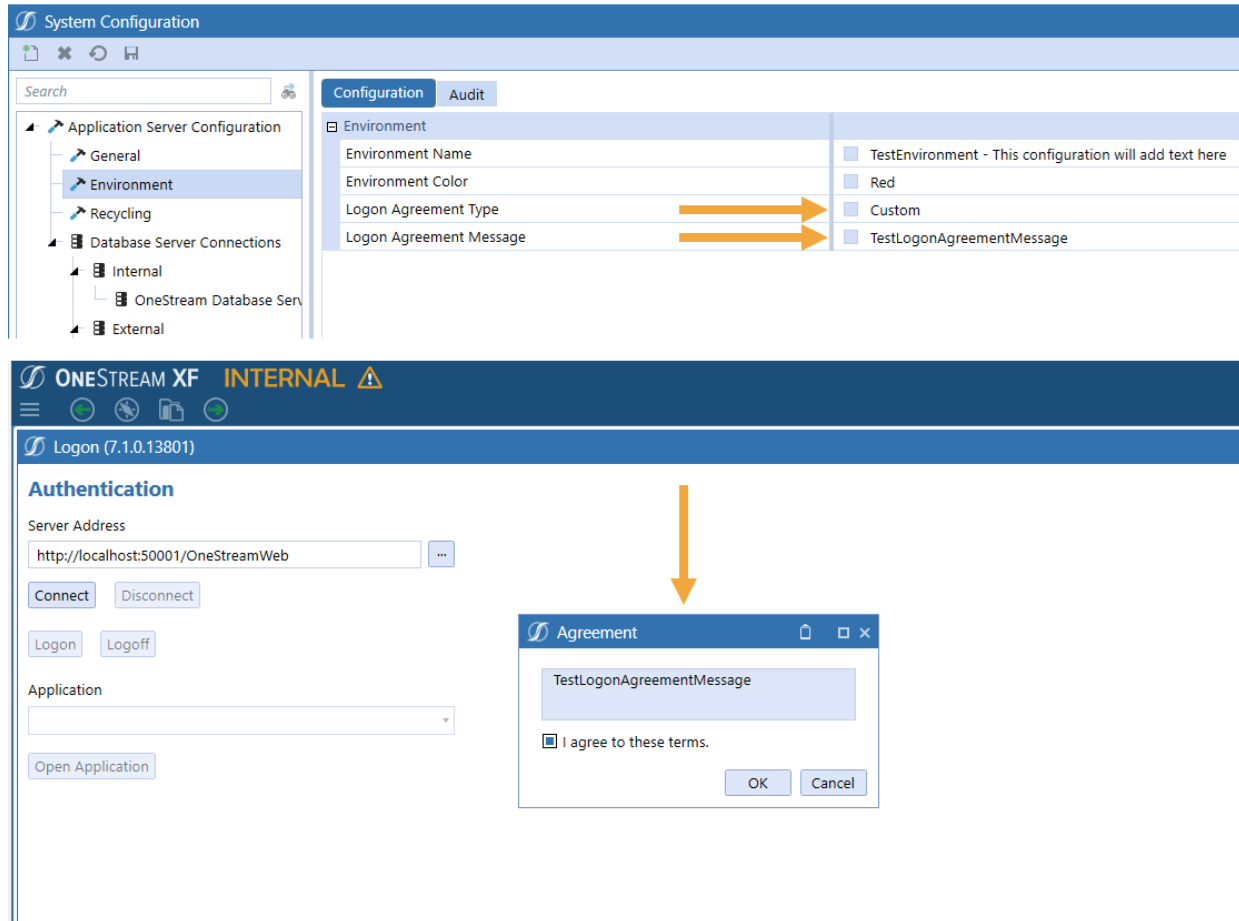 System Configuration
Search
Configuration Audit
Application Server Configuration
Environment
General
Environment Name
TestEnvironment - This configuration will add text here
Environment
Environment Color
Red
Recycling
Logon Agreement Type
Custom
Database Server Connections
Logon Agreement Message
TestLogonAgreementMessage
Internal
OneStream Database Serv
External
ONESTREAM XF INTERNAL
Logon (7.1.0.13801)
Authentication
Server Address
http://localhost:50001/OneStreamWeb
...
Connect Disconnect
Logon Logoff
Application
Open Application
Agreement
TestLogonAgreementMessage
I agree to these terms.
OK Cancel